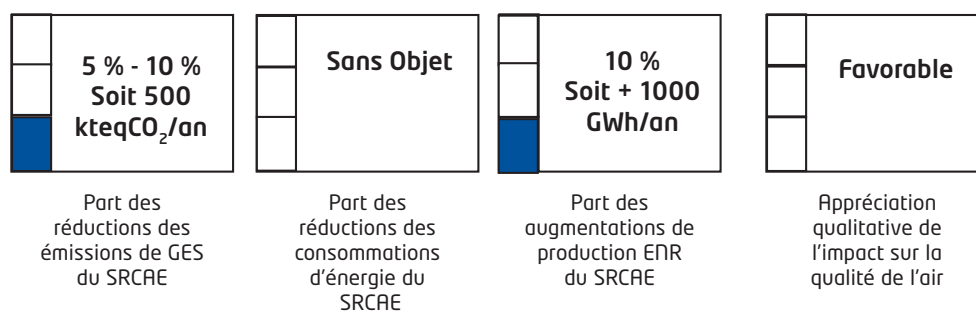 5 % - 10 %
Soit 500
kteqCO₂/an
Part des
réductions des
émissions de GES
du SRCAE
Sans Objet
Part des
réductions des
consommations
d'énergie du
SRCAE
10 %
Soit + 1000
GWh/an
Part des
augmentations de
production ENR
du SRCAE
Favorable
Appréciation
qualitative de
l'impact sur la
qualité de l'air